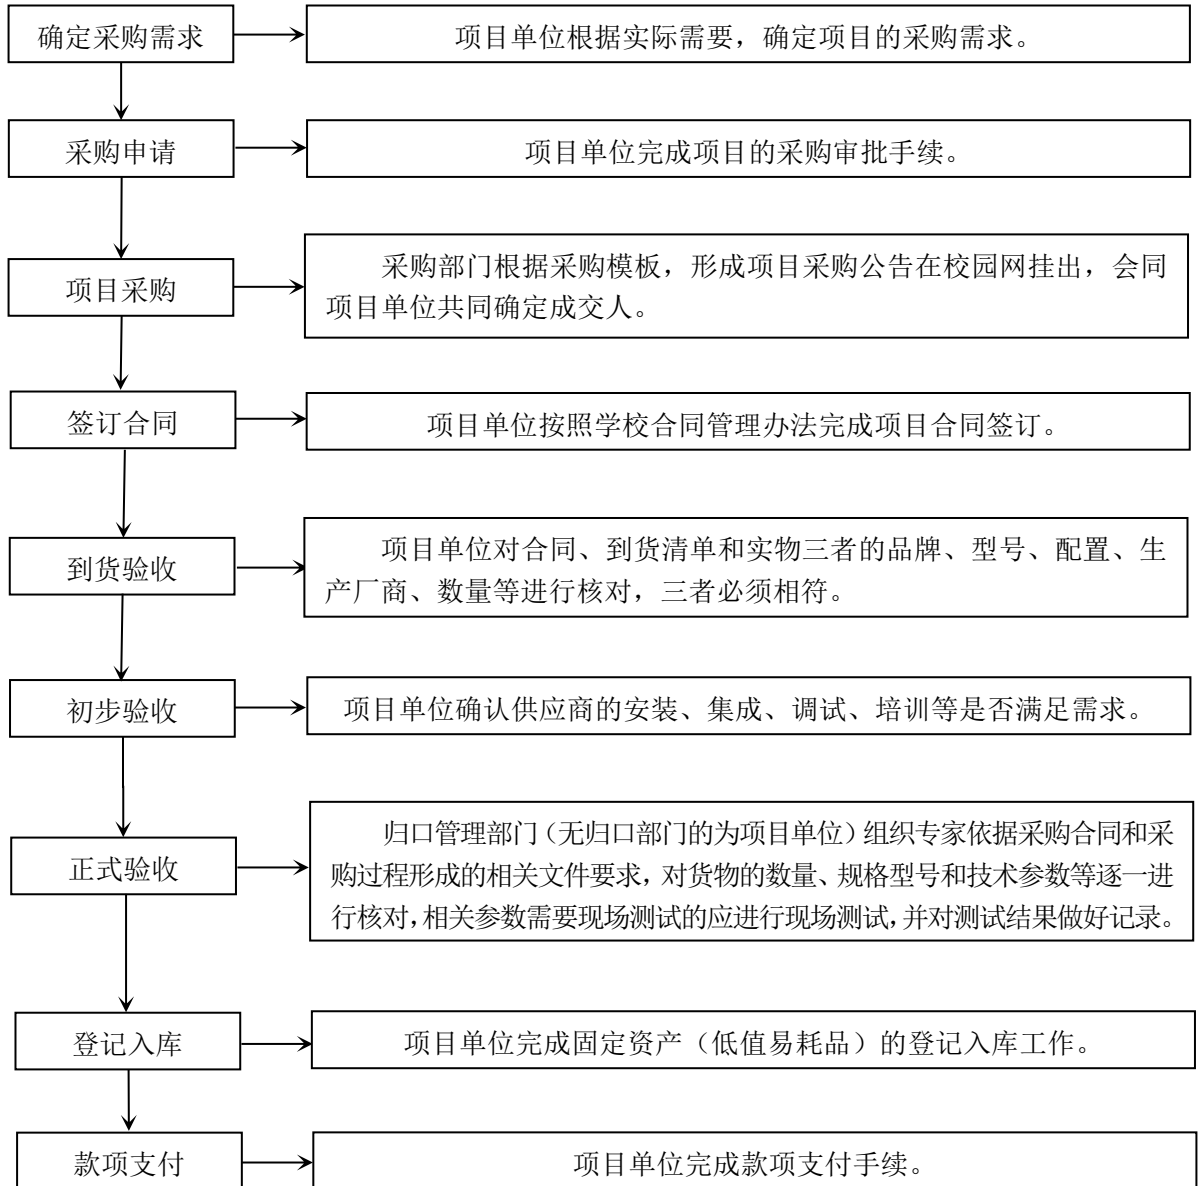 确定采购需求
项目单位根据实际需要，确定项目的采购需求。
采购申请
项目单位完成项目的采购审批手续。
项目采购
采购部门根据采购模板，形成项目采购公告在校园网挂出，会同
项目单位共同确定成交人。
签订合同
项目单位按照学校合同管理办法完成项目合同签订。
到货验收
项目单位对合同、到货清单和实物三者的品牌、型号、配置、生
产厂商、数量等进行核对，三者必须相符。
初步验收
项目单位确认供应商的安装、集成、调试、培训等是否满足需求。
正式验收
归口管理部门（无归口部门的为项目单位）组织专家依据采购合同和采
购过程形成的相关文件要求，对货物的数量、规格型号和技术参数等逐一进
行核对，相关参数需要现场测试的应进行现场测试，并对测试结果做好记录。
登记入库
项目单位完成固定资产（低值易耗品）的登记入库工作。
款项支付
项目单位完成款项支付手续。